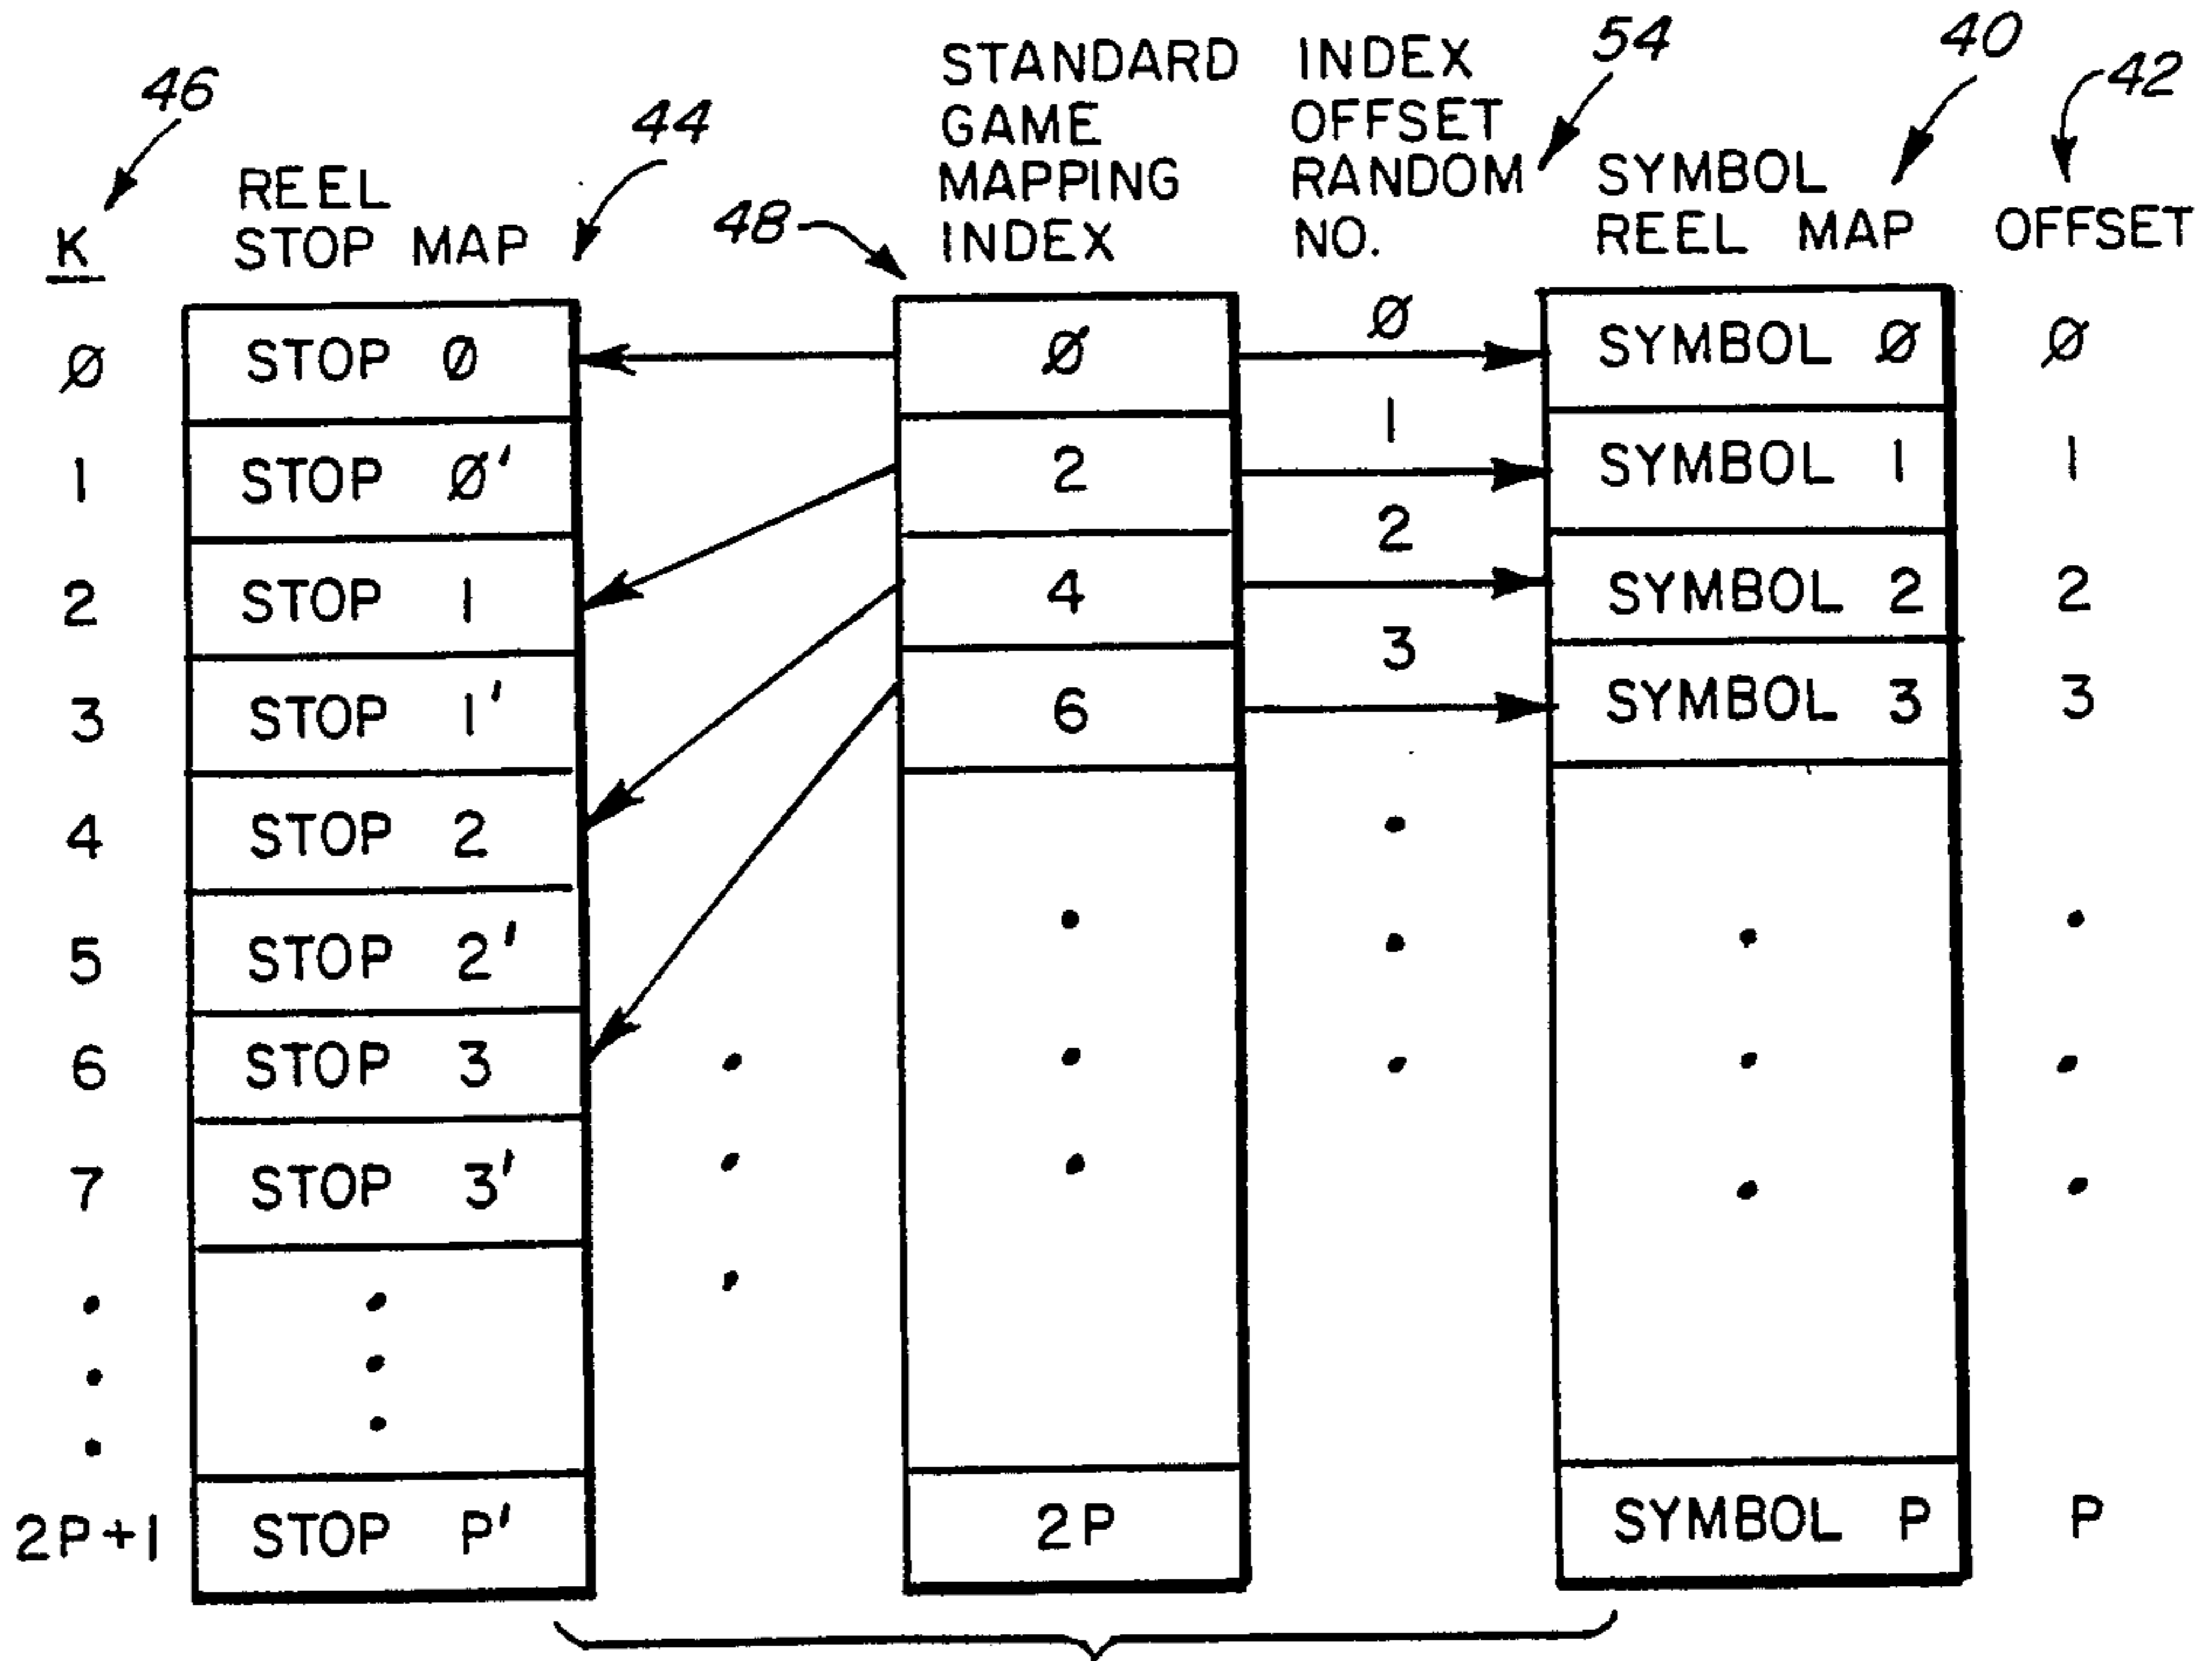 46
K
REEL
STOP MAP
44
48
STANDARD
GAME
MAPPING
INDEX
INDEX
OFFSET
RANDOM
NO.
54
SYMBOL
REEL MAP
40
42
OFFSET
Ø STOP Ø Ø Ø SYMBOL Ø Ø
1 STOP Ø' 2 1 SYMBOL 1 1
2 STOP 1 4 2 SYMBOL 2 2
3 STOP 1' 6 3 SYMBOL 3 3
4 STOP 2
5 STOP 2'
6 STOP 3
7 STOP 3'
2P+1 STOP P' 2P SYMBOL P P